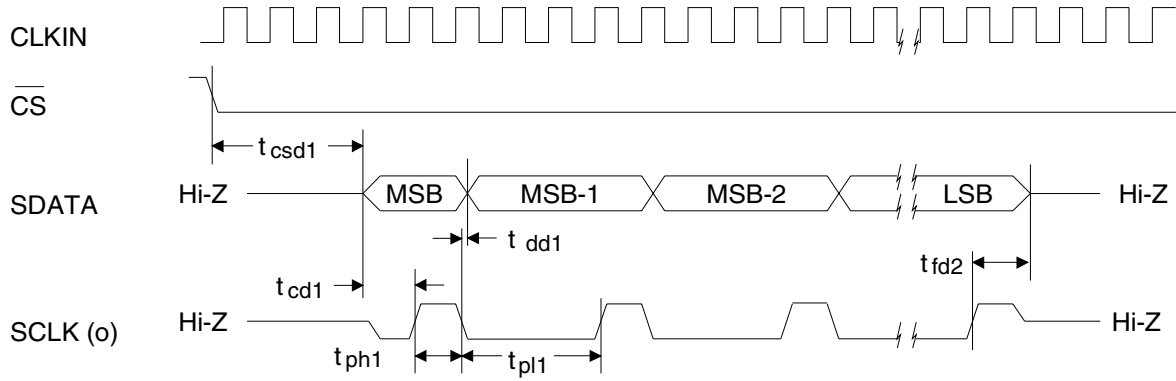 CLKIN
CS
t csd1
SDATA Hi-Z MSB MSB-1 MSB-2 LSB Hi-Z
t dd1
t fd2
t cd1
SCLK (o) Hi-Z Hi-Z
t ph1 t pl1